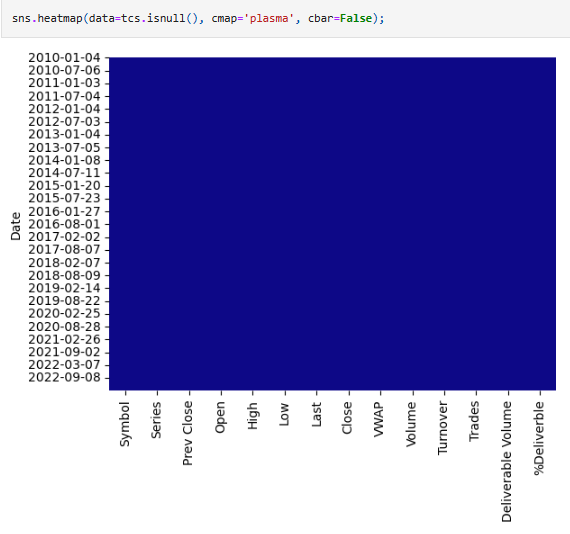 sns.heatmap(data=tcs.isnull(), cmap='plasma', cbar=False);
2010-01-04
2010-07-06
2011-01-03
2011-07-04
2012-01-04
2012-07-03
2013-01-04
2013-07-05
2014-01-08
2014-07-11
2015-01-20
2015-07-23
2016-01-27
2016-08-01
2017-02-02
2017-08-07
2018-02-07
2018-08-09
2019-02-14
2019-08-22
2020-02-25
2020-08-28
2021-02-26
2021-09-02
2022-03-07
2022-09-08
Date
Symbol
Series
Prev Close
Open
High
Low
Last
Close
VWAP
Volume
Turnover
Trades
Deliverable Volume
%Deliverble